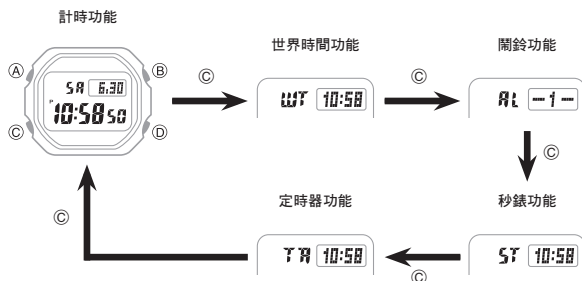 計時功能
世界時間功能
鬧鈴功能
Ⓐ
Ⓑ
SA 6.30
P
10:58 50
Ⓒ
Ⓓ
Ⓒ
WT 10:58
Ⓒ
AL -1-
Ⓒ
定時器功能
秒錶功能
Ⓒ
TR 10:58
Ⓒ
ST 10:58